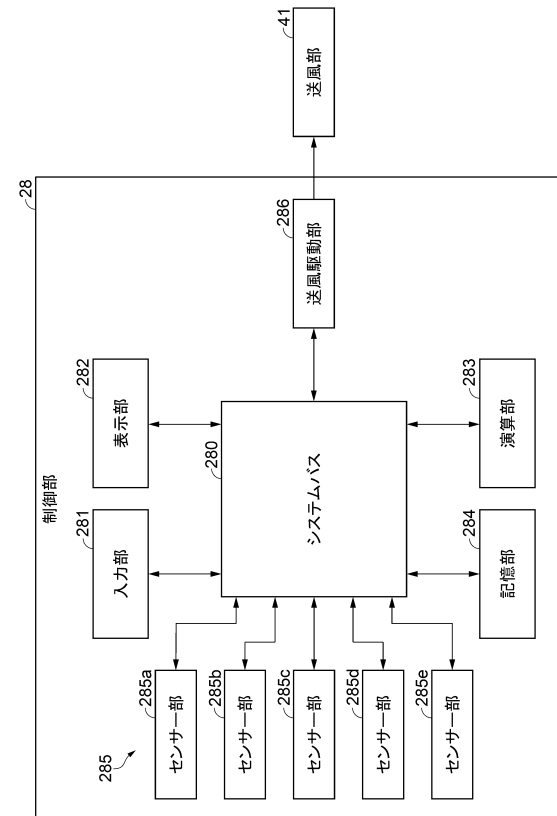 28
制御部
281
入力部
282
表示部
285
285a
センサー部
285b
センサー部
285c
センサー部
285d
センサー部
285e
センサー部
280
システムバス
286
送風駆動部
41
送風部
284
記憶部
283
演算部